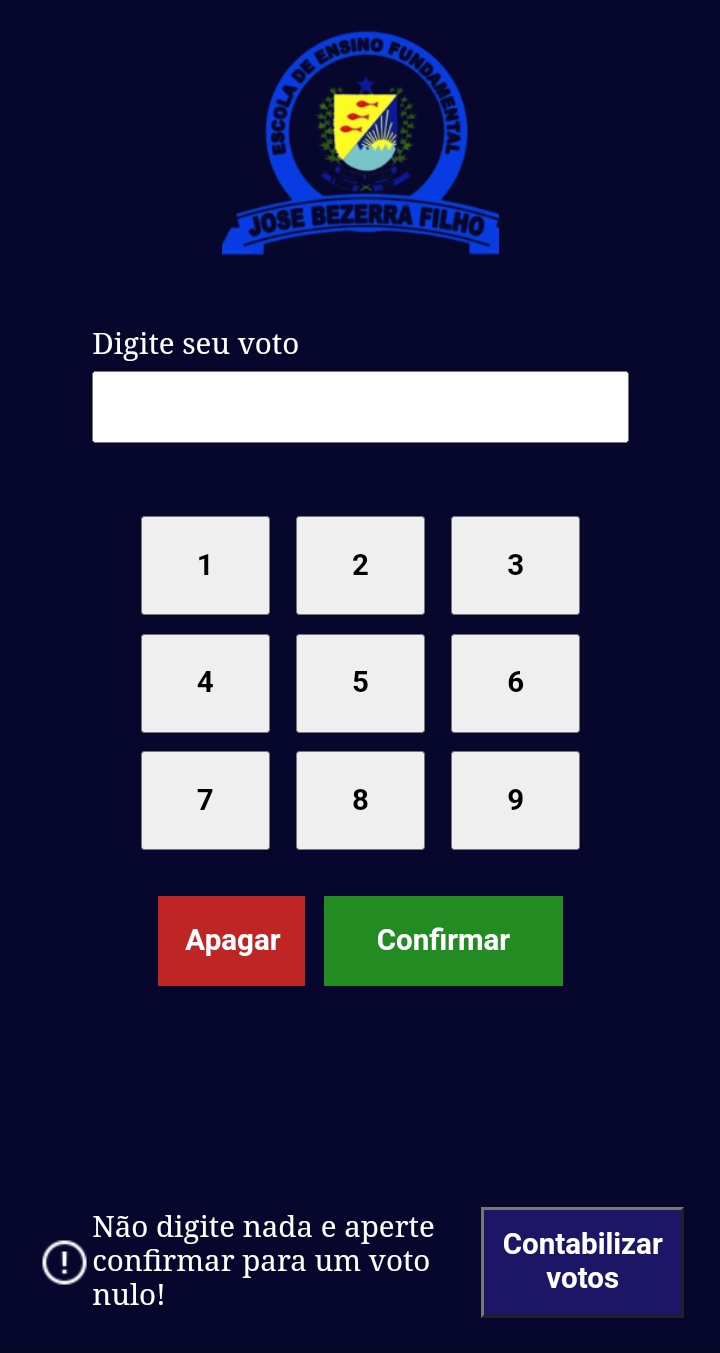 ESCOLA DE ENSINO FUNDAMENTAL
JOSE BEZERRA FILHO
Digite seu voto
1 2 3
4 5 6
7 8 9
Apagar Confirmar
Não digite nada e aperte
confirmar para um voto
nulo!
Contabilizar
votos